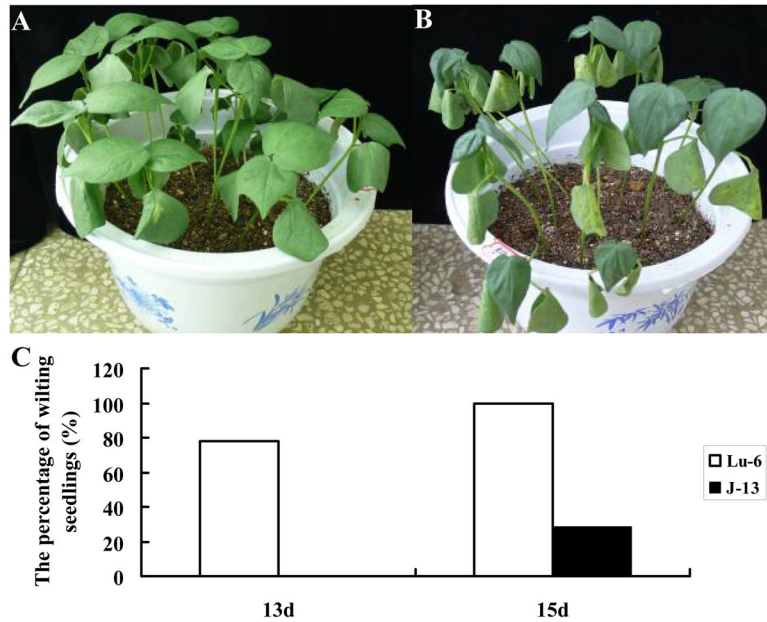 A
B
C
The percentage of wilting
seedlings (%)
120
100
80
60
40
20
0
13d
15d
Lu-6
J-13